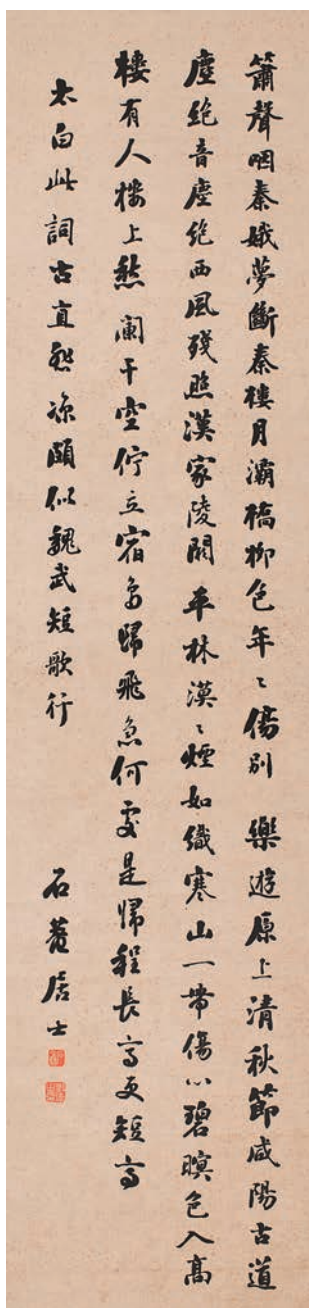 簫聲咽秦娥夢斷秦樓月灞橋柳色年〻傷別 樂遊原上清秋節咸陽古道
塵絕音塵絕西風殘照漢家陵闕 平林漠〻煙如織寒山一帶傷心碧暝色入高
樓有人樓上愁 闌干空佇立宿鳥歸飛急何處是歸程長亭更短亭
太白此詞古直悲涼頗似魏武短歌行
石菴居士